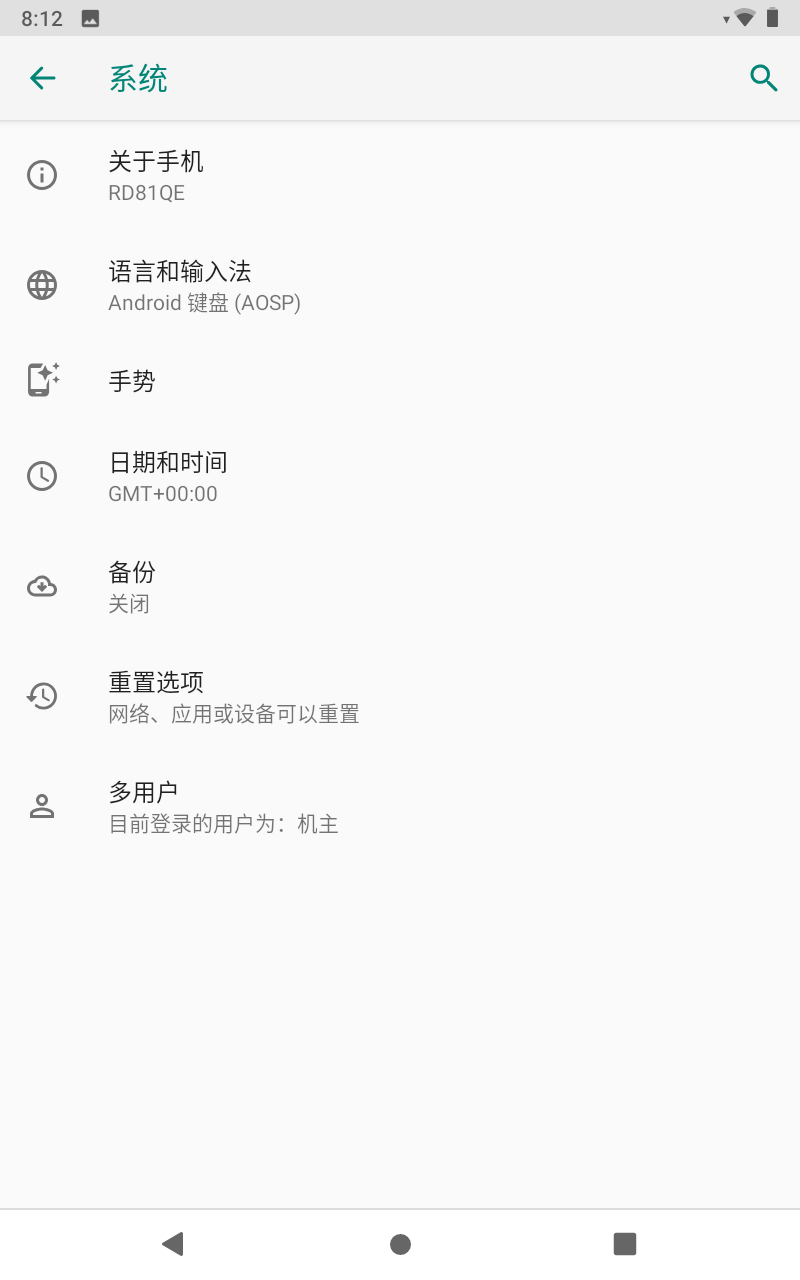 8:12
系统
关于手机
RD81QE
语言和输入法
Android 键盘 (AOSP)
手势
日期和时间
GMT+00:00
备份
关闭
重置选项
网络、应用或设备可以重置
多用户
目前登录的用户为：机主